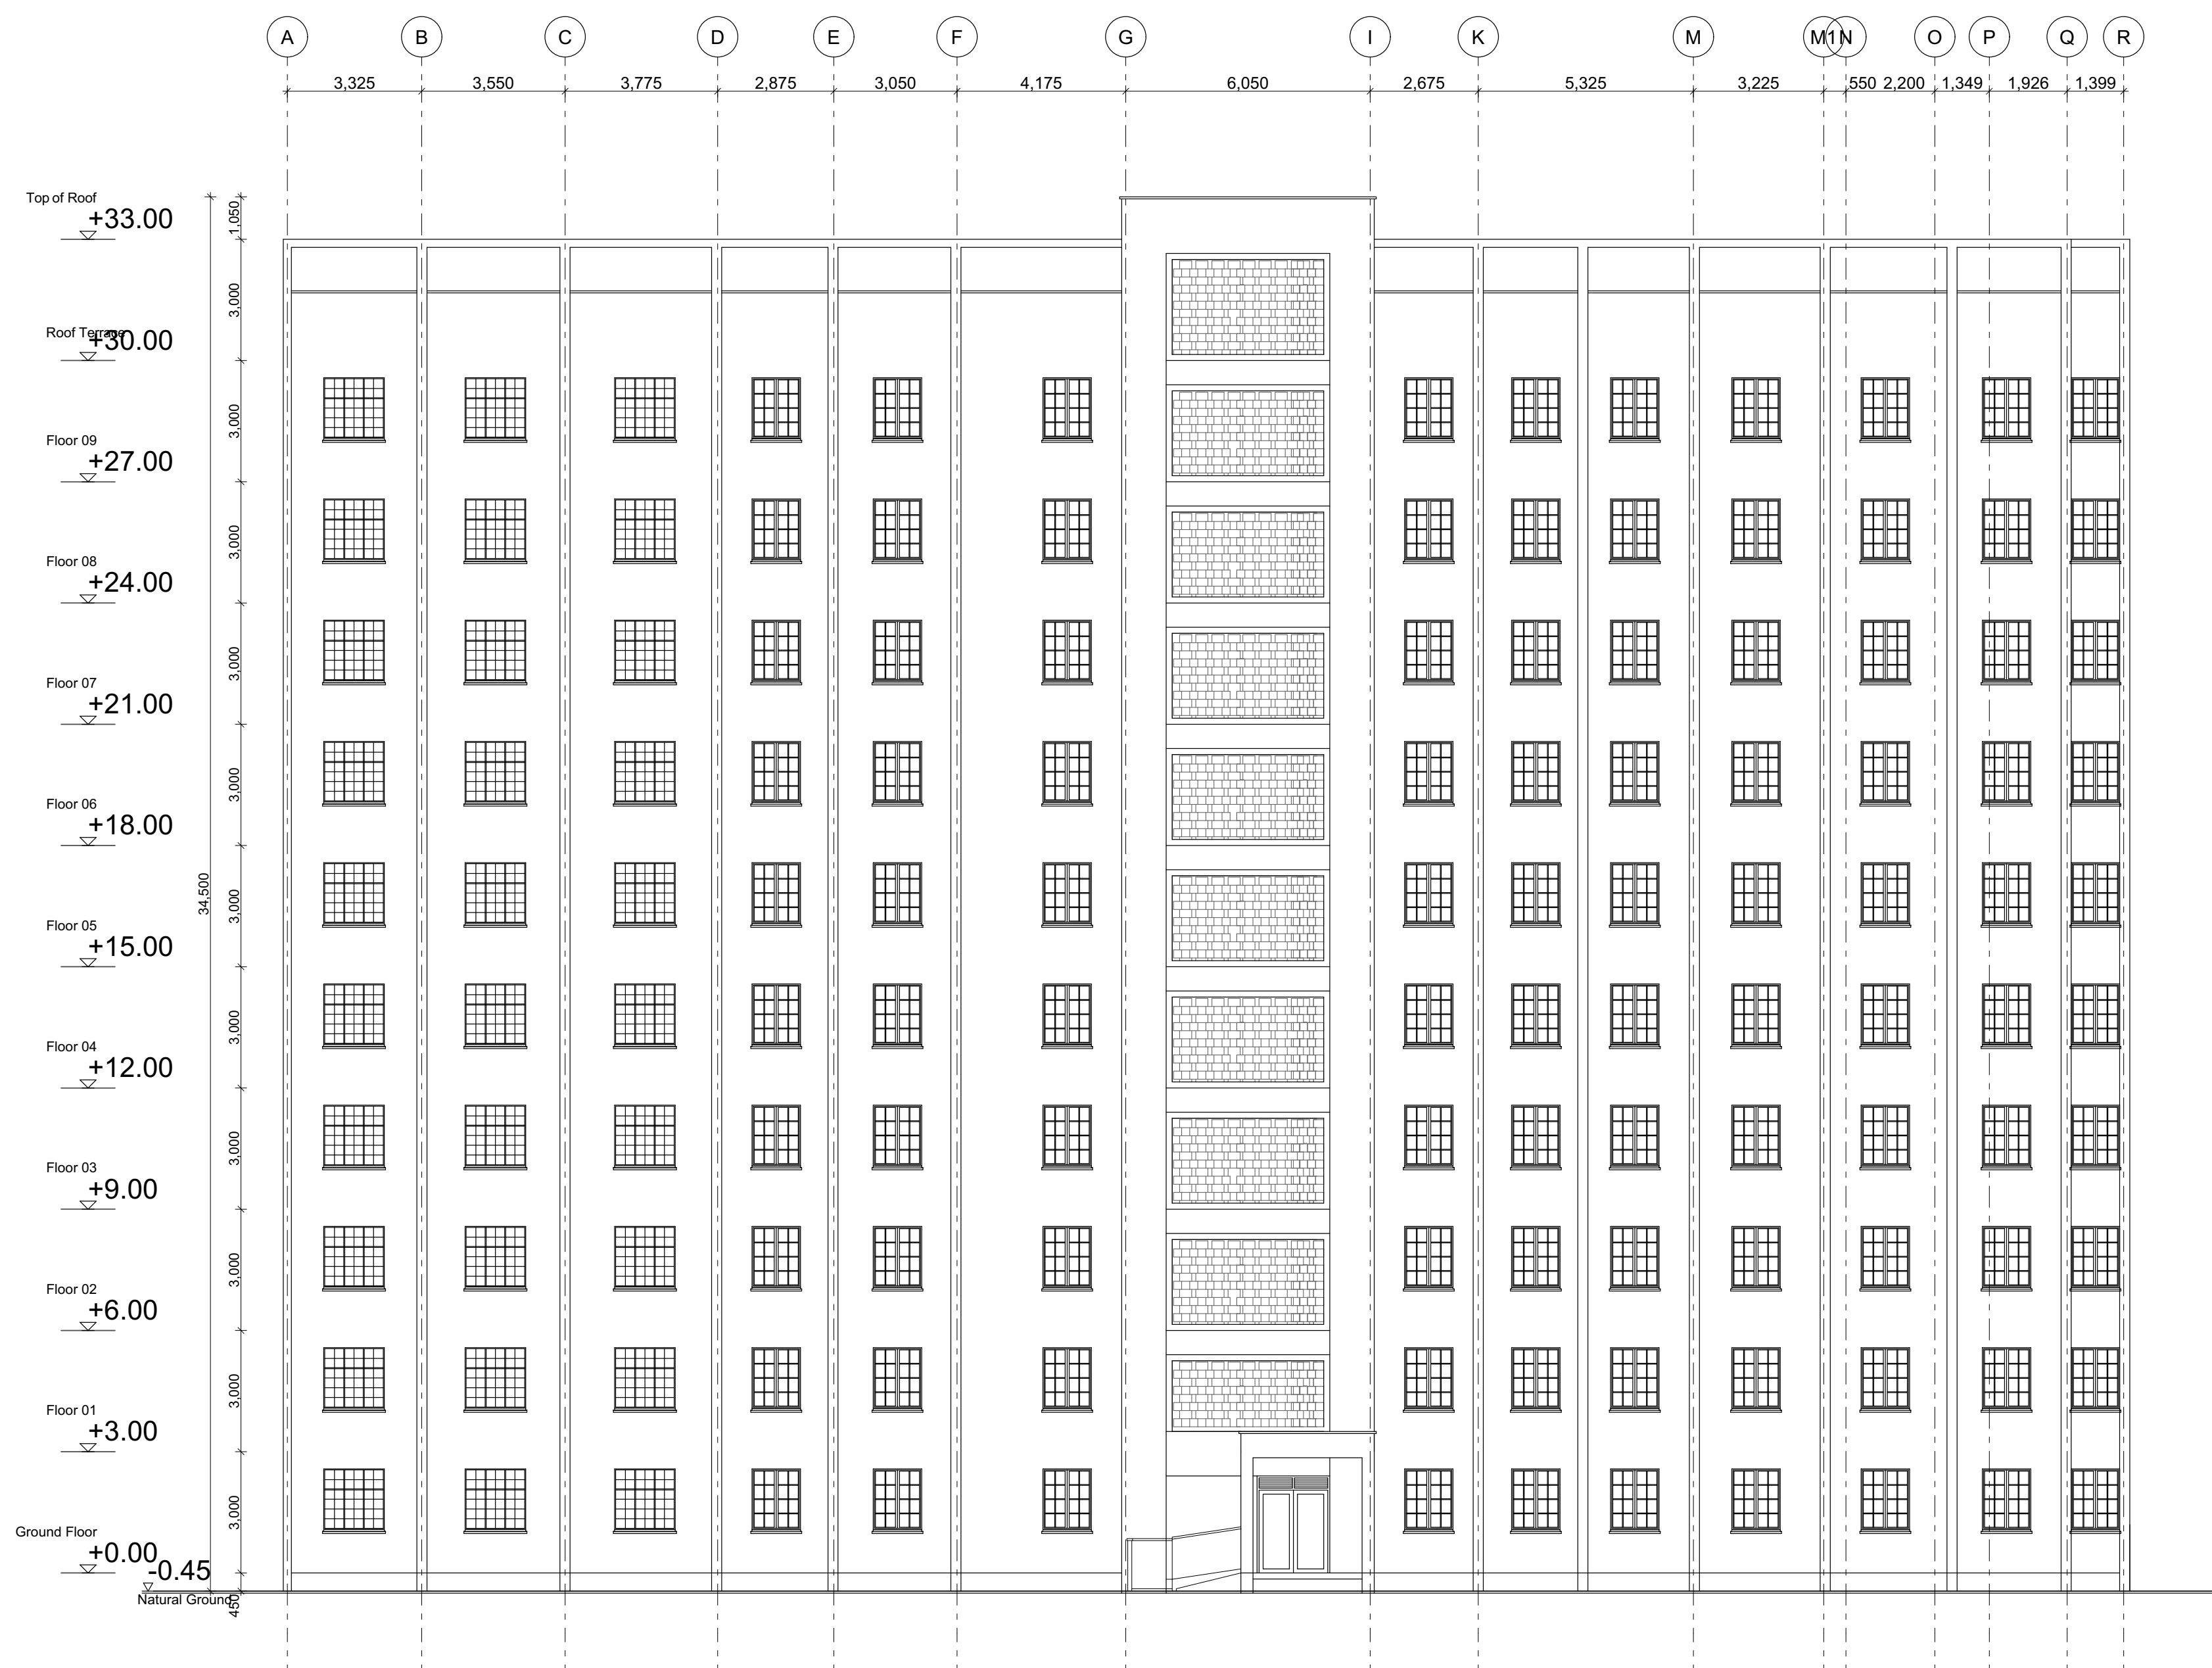 A B C D E F G I K M M1 N O P Q R
3,325 3,550 3,775 2,875 3,050 4,175 6,050 2,675 5,325 3,225 550 2,200 1,349 1,926 1,399
Top of Roof
+33.00
1,050
3,000
Roof Terrace
+30.00
3,000
Floor 09
+27.00
3,000
Floor 08
+24.00
3,000
Floor 07
+21.00
3,000
Floor 06
+18.00
34,500
3,000
Floor 05
+15.00
3,000
Floor 04
+12.00
3,000
Floor 03
+9.00
3,000
Floor 02
+6.00
3,000
Floor 01
+3.00
3,000
Ground Floor
+0.00
-0.45
Natural Ground
450